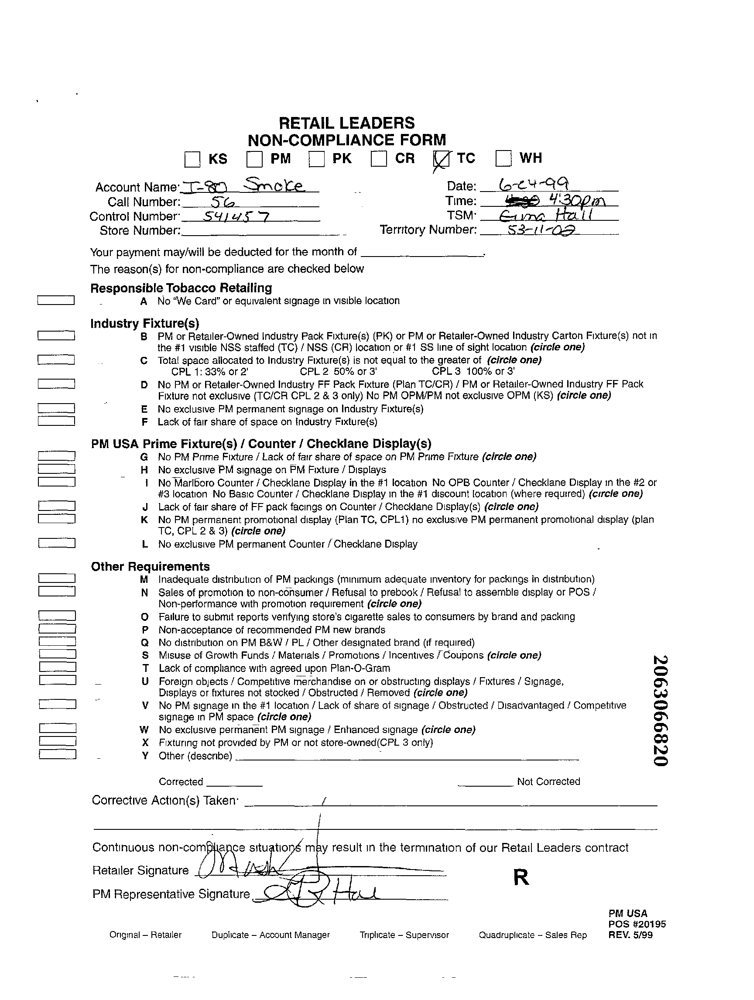 RETAIL LEADERS
NON-COMPLIANCE FORM
KS PM PK CR TC WH
Account Name: I-80 Smoke Date: 6-24-99
Call Number: 56 Time: 4:30pm
Control Number: 541457 TSM: Hall
Store Number: Territory Number: 53-11-02
Your payment may/will be deducted for the month of
The reason(s) for non-compliance are checked below
Responsible Tobacco Retailing
A No "We Card" or equivalent signage in visible location
Industry Fixture(s)
B PM or Retailer-Owned Industry Pack Fixture(s) (PK) or PM or Retailer-Owned Industry Carton Fixture(s) not in
the #1 visible NSS staffed (TC) / NSS (CR) location or #1 SS line of sight location (circle one)
C Total space allocated to Industry Fixture(s) is not equal to the greater of (circle one)
CPL 1: 33% or 2' CPL 2 50% or 3' CPL 3 100% or 3'
D No PM or Retailer-Owned Industry FF Pack Fixture (Plan TC/CR) / PM or Retailer-Owned Industry FF Pack
Fixture not exclusive (TC/CR CPL 2 & 3 only) No PM OPM/PM not exclusive OPM (KS) (circle one)
E No exclusive PM permanent signage on Industry Fixture(s)
F Lack of fair share of space on Industry Fixture(s)
PM USA Prime Fixture(s) / Counter / Checklane Display(s)
G No PM Prime Fixture / Lack of fair share of space on PM Prime Fixture (circle one)
H No exclusive PM signage on PM Fixture / Displays
I No Marlboro Counter / Checklane Display in the #1 location No OPB Counter / Checklane Display in the #2 or
#3 location No Basic Counter / Checklane Display in the #1 discount location (where required) (circle one)
J Lack of fair share of FF pack facings on Counter / Checklane Display(s) (circle one)
K No PM permanent promotional display (Plan TC, CPL1) no exclusive PM permanent promotional display (plan
TC, CPL 2 & 3) (circle one)
L No exclusive PM permanent Counter / Checklane Display
Other Requirements
M Inadequate distribution of PM packings (minimum adequate inventory for packings in distribution)
N Sales of promotion to non-consumer / Refusal to prebook / Refusal to assemble display or POS /
Non-performance with promotion requirement (circle one)
O Failure to submit reports verifying store's cigarette sales to consumers by brand and packing
P Non-acceptance of recommended PM new brands
Q No distribution on PM B&W / PL / Other designated brand (if required)
S Misuse of Growth Funds / Materials / Promotions / Incentives / Coupons (circle one)
T Lack of compliance with agreed upon Plan-O-Gram
U Foreign objects / Competitive merchandise on or obstructing displays / Fixtures / Signage,
Displays or fixtures not stocked / Obstructed / Removed (circle one)
V No PM signage in the #1 location / Lack of share of signage / Obstructed / Disadvantaged / Competitive
signage in PM space (circle one)
W No exclusive permanent PM signage / Enhanced signage (circle one)
X Fixturing not provided by PM or not store-owned(CPL 3 only)
Y Other (describe)
Corrected Not Corrected
Corrective Action(s) Taken:
Continuous non-compliance situations may result in the termination of our Retail Leaders contract
Retailer Signature
R
PM Representative Signature Hall
PM USA
POS #20195
REV. 5/99
Original – Retailer Duplicate – Account Manager Triplicate – Supervisor Quadruplicate – Sales Rep
2063066820